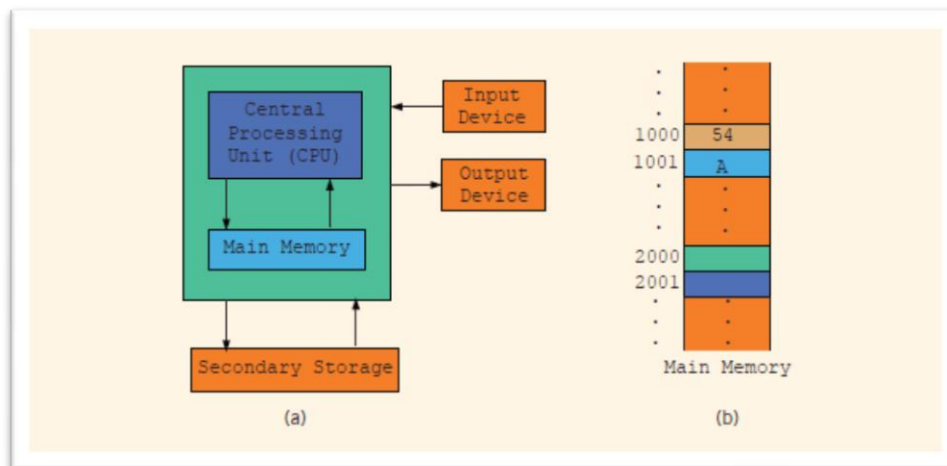 Central
Processing
Unit (CPU)
Main Memory
Input
Device
Output
Device
Secondary Storage
(a)
1000 54
1001 A
2000
2001
Main Memory
(b)